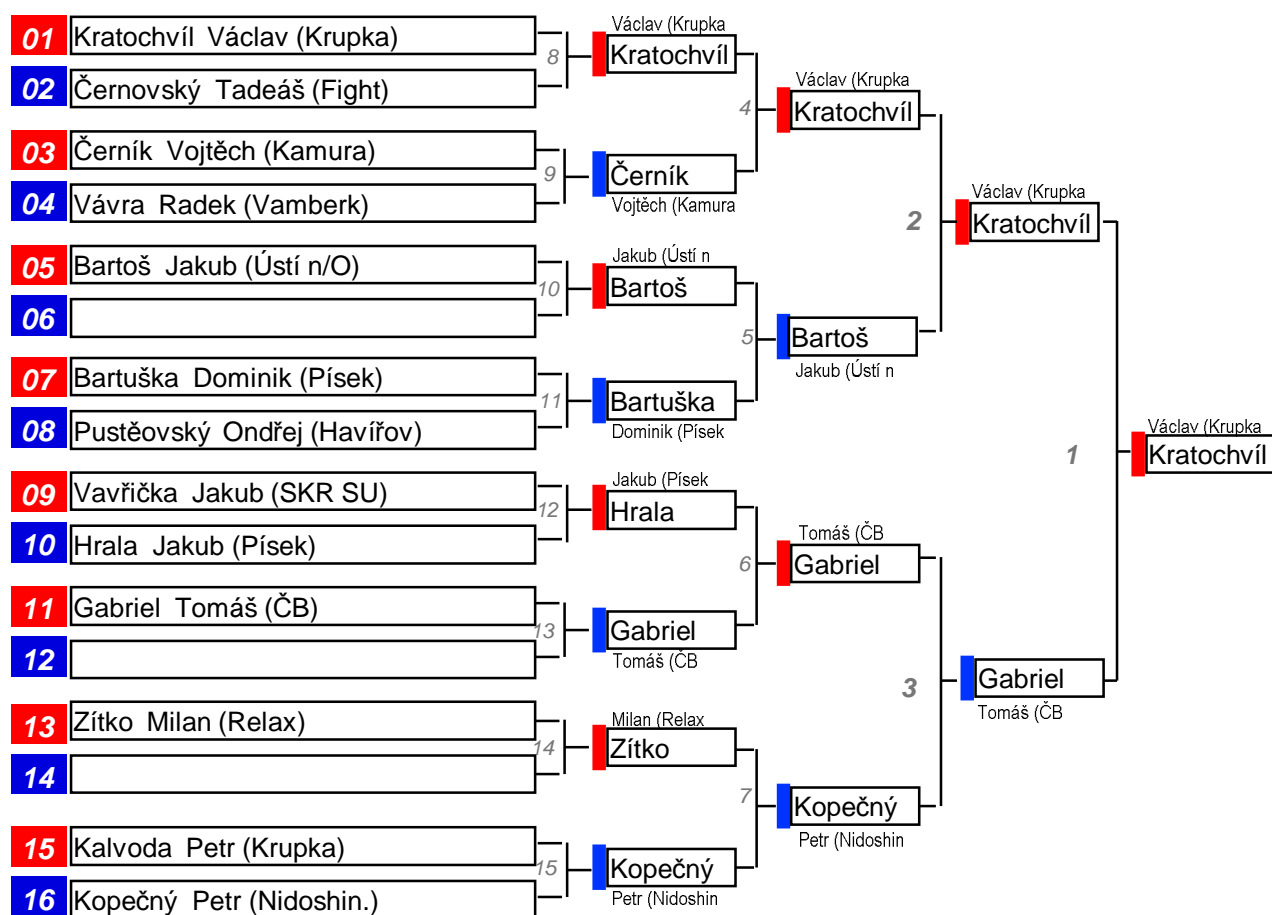 01 Kratochvíl Václav (Krupka)
02 Černovský Tadeáš (Fight)
03 Černík Vojtěch (Kamura)
04 Vávra Radek (Vamberk)
05 Bartoš Jakub (Ústí n/O)
06
07 Bartuška Dominik (Písek)
08 Pustěovský Ondřej (Havířov)
09 Vavřička Jakub (SKR SU)
10 Hrala Jakub (Písek)
11 Gabriel Tomáš (ČB)
12
13 Zítko Milan (Relax)
14
15 Kalvoda Petr (Krupka)
16 Kopečný Petr (Nidoshin.)
8
9
10
11
12
13
14
15
Václav (Krupka
Kratochvíl
Černík
Vojtěch (Kamura
Jakub (Ústí n
Bartoš
Bartuška
Dominik (Písek
Jakub (Písek
Hrala
Gabriel
Tomáš (ČB
Milan (Relax
Zítko
Kopečný
Petr (Nidoshin
4
5
6
7
Václav (Krupka
Kratochvíl
Bartoš
Jakub (Ústí n
Tomáš (ČB
Gabriel
Kopečný
Petr (Nidoshin
2
3
Václav (Krupka
Kratochvíl
Gabriel
Tomáš (ČB
1
Václav (Krupka
Kratochvíl